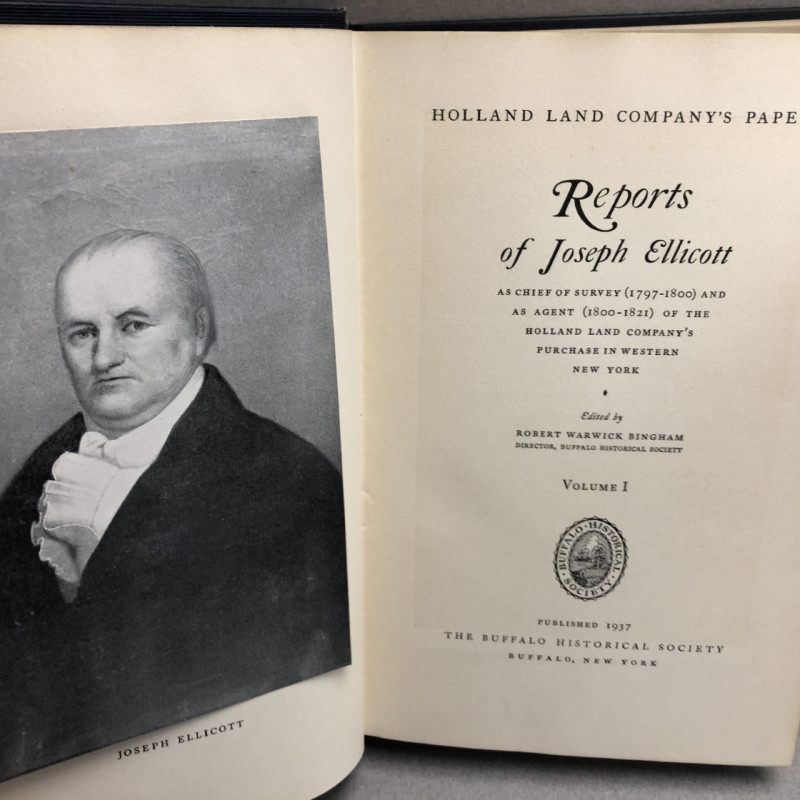 JOSEPH ELLICOTT
HOLLAND LAND COMPANY'S PAPE
Reports
of Joseph Ellicott
AS CHIEF OF SURVEY (1797-1800) AND
AS AGENT (1800-1821) OF THE
HOLLAND LAND COMPANY'S
PURCHASE IN WESTERN
NEW YORK
Edited by
ROBERT WARWICK BINGHAM
DIRECTOR, BUFFALO HISTORICAL SOCIETY
VOLUME I
BUFFALO · HISTORICAL · SOCIETY ·
PUBLISHED 1937
THE BUFFALO HISTORICAL SOCIETY
BUFFALO, NEW YORK